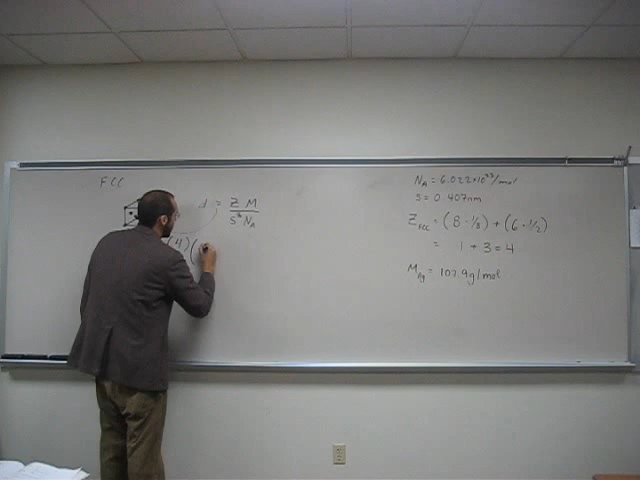 FCC
d = Z M / S³ N_A
(4)(
N_A = 6.022×10²³/mol
S = 0.407nm
Z_FCC = (8·1/8) + (6·1/2)
= 1 + 3 = 4
M_Ag = 107.9g/mol